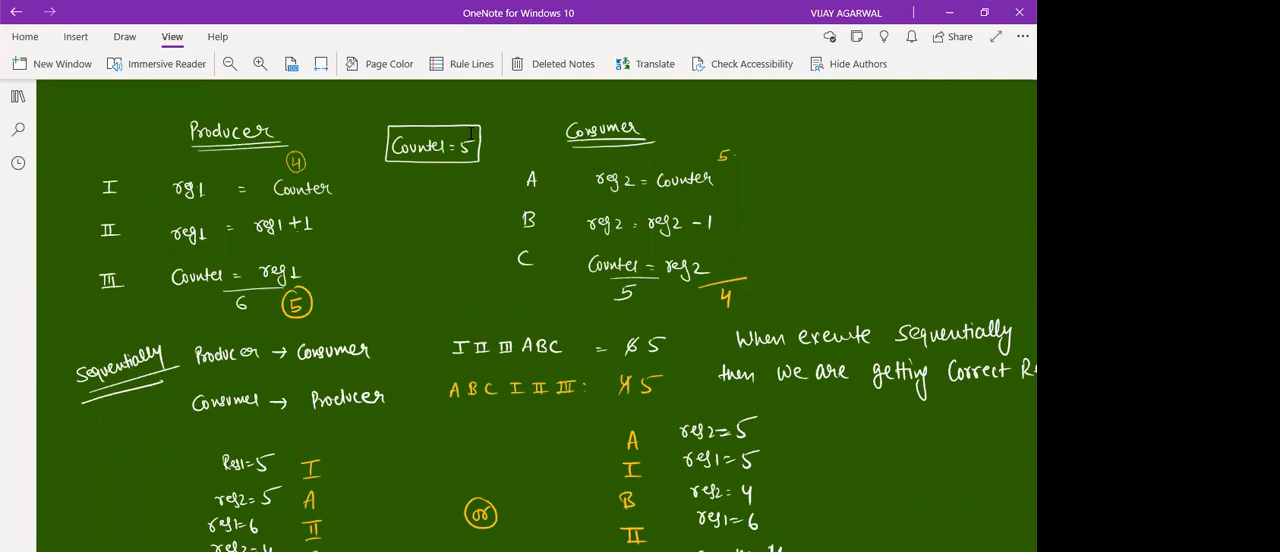 OneNote for Windows 10
VIJAY AGARWAL
Home Insert Draw View Help
Share
New Window Immersive Reader Page Color Rule Lines Deleted Notes Translate Check Accessibility Hide Authors
Producer
Counter = 5
Consumer
4
5.
I reg1 = Counter
A reg2 = Counter
II reg1 = reg1 + 1
B reg2 = reg2 - 1
III Counter = reg1
C Counter = reg2
6 5
5 4
Sequentially
Producer → Consumer
I II III ABC = 6 5
When execute sequentially
then we are getting Correct R
Consumer → Producer
A B C I II III : 4 5
Reg1 = 5 I
reg2 = 5 A
reg1 = 6 II
or
A reg2 = 5
I reg1 = 5
B reg2 = 4
II reg1 = 6